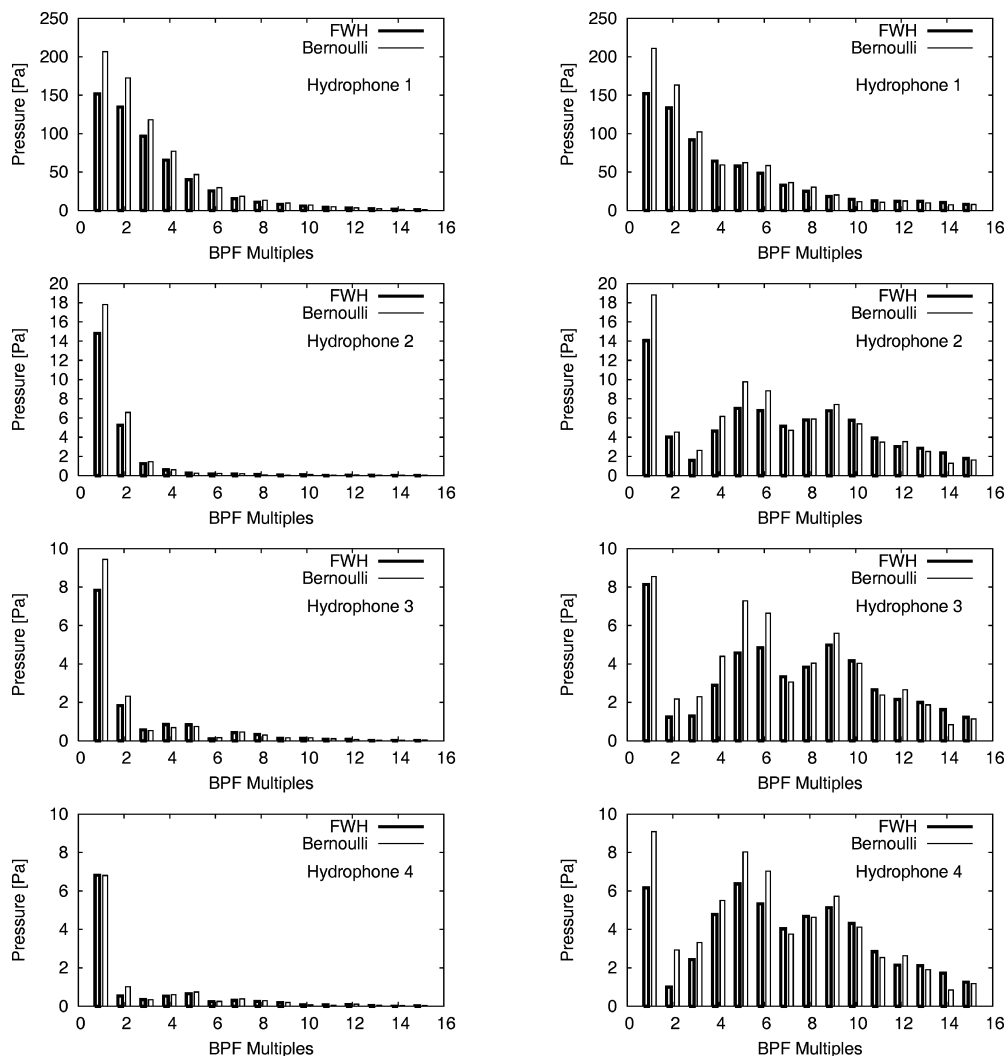 250
200
150
100
50
0
Pressure [Pa]
FWH
Bernoulli
Hydrophone 1
0 2 4 6 8 10 12 14 16
BPF Multiples
250
200
150
100
50
0
Pressure [Pa]
FWH
Bernoulli
Hydrophone 1
0 2 4 6 8 10 12 14 16
BPF Multiples
20
18
16
14
12
10
8
6
4
2
0
Pressure [Pa]
FWH
Bernoulli
Hydrophone 2
0 2 4 6 8 10 12 14 16
BPF Multiples
20
18
16
14
12
10
8
6
4
2
0
Pressure [Pa]
FWH
Bernoulli
Hydrophone 2
0 2 4 6 8 10 12 14 16
BPF Multiples
10
8
6
4
2
0
Pressure [Pa]
FWH
Bernoulli
Hydrophone 3
0 2 4 6 8 10 12 14 16
BPF Multiples
10
8
6
4
2
0
Pressure [Pa]
FWH
Bernoulli
Hydrophone 3
0 2 4 6 8 10 12 14 16
BPF Multiples
10
8
6
4
2
0
Pressure [Pa]
FWH
Bernoulli
Hydrophone 4
0 2 4 6 8 10 12 14 16
BPF Multiples
10
8
6
4
2
0
Pressure [Pa]
FWH
Bernoulli
Hydrophone 4
0 2 4 6 8 10 12 14 16
BPF Multiples